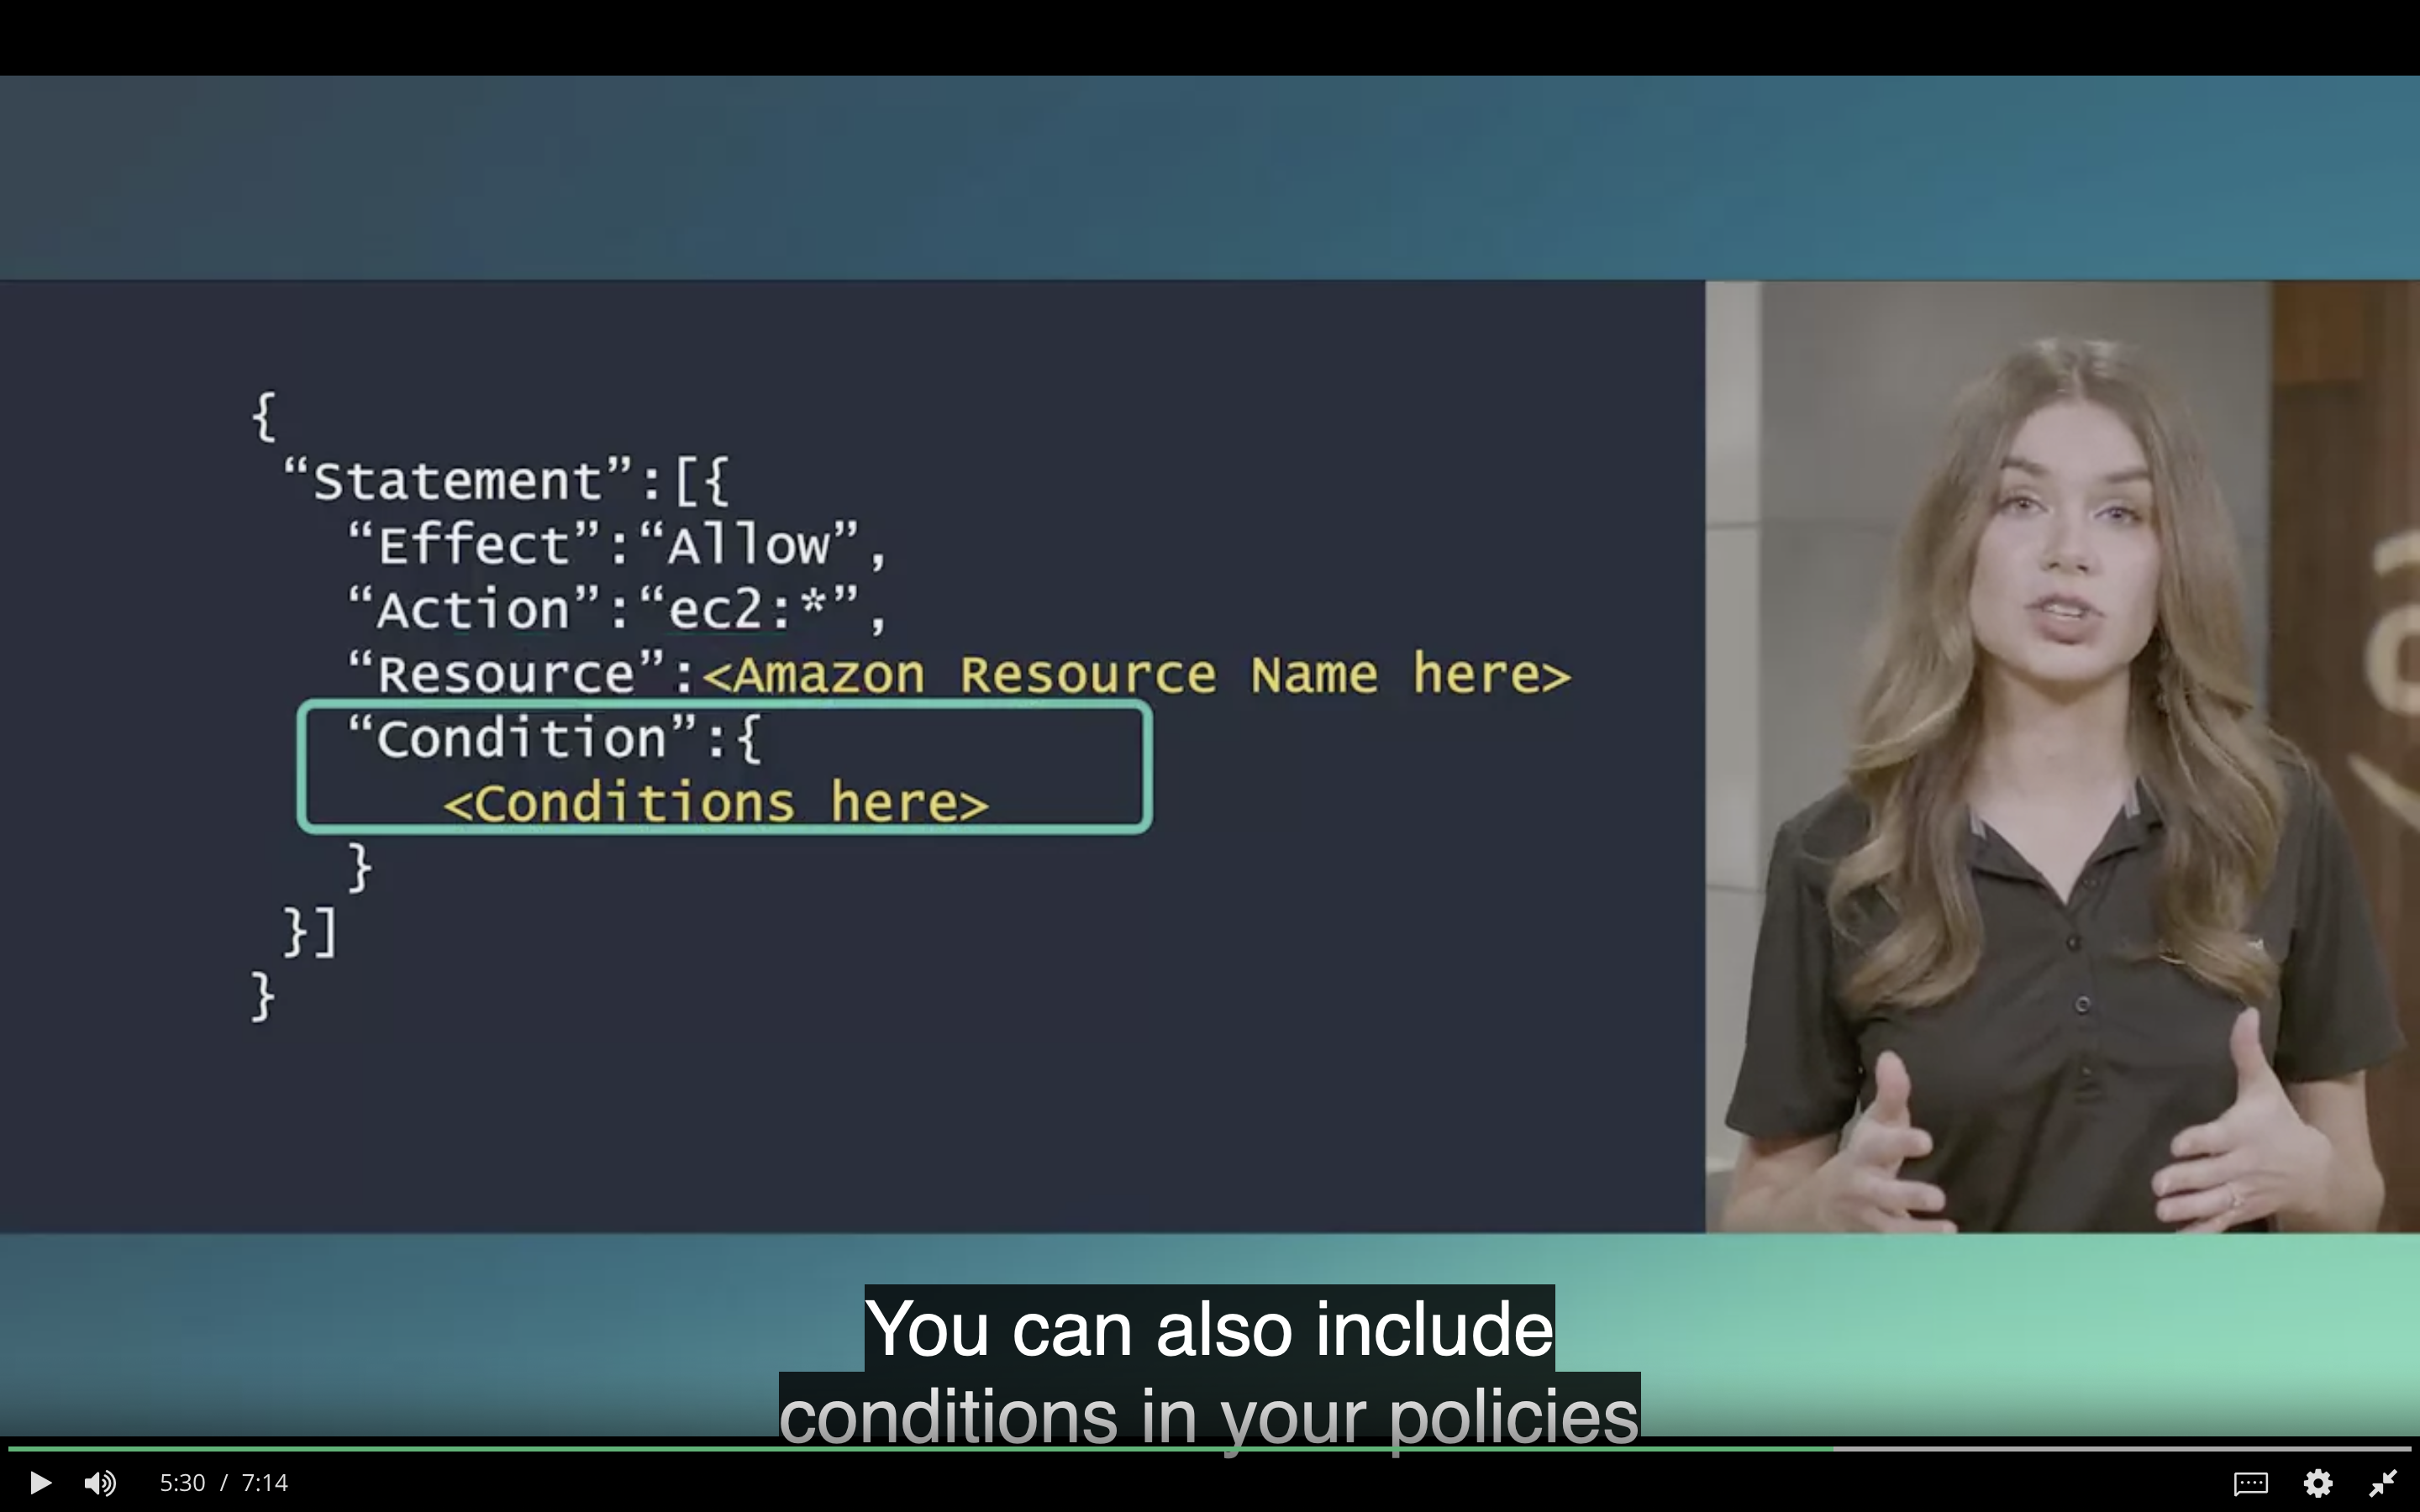 {
“Statement”:[{
“Effect”:“Allow”,
“Action”:“ec2:*”,
“Resource”:<Amazon Resource Name here>
“Condition”:{
<Conditions here>
}
}]
}
You can also include
conditions in your policies
5:30 / 7:14